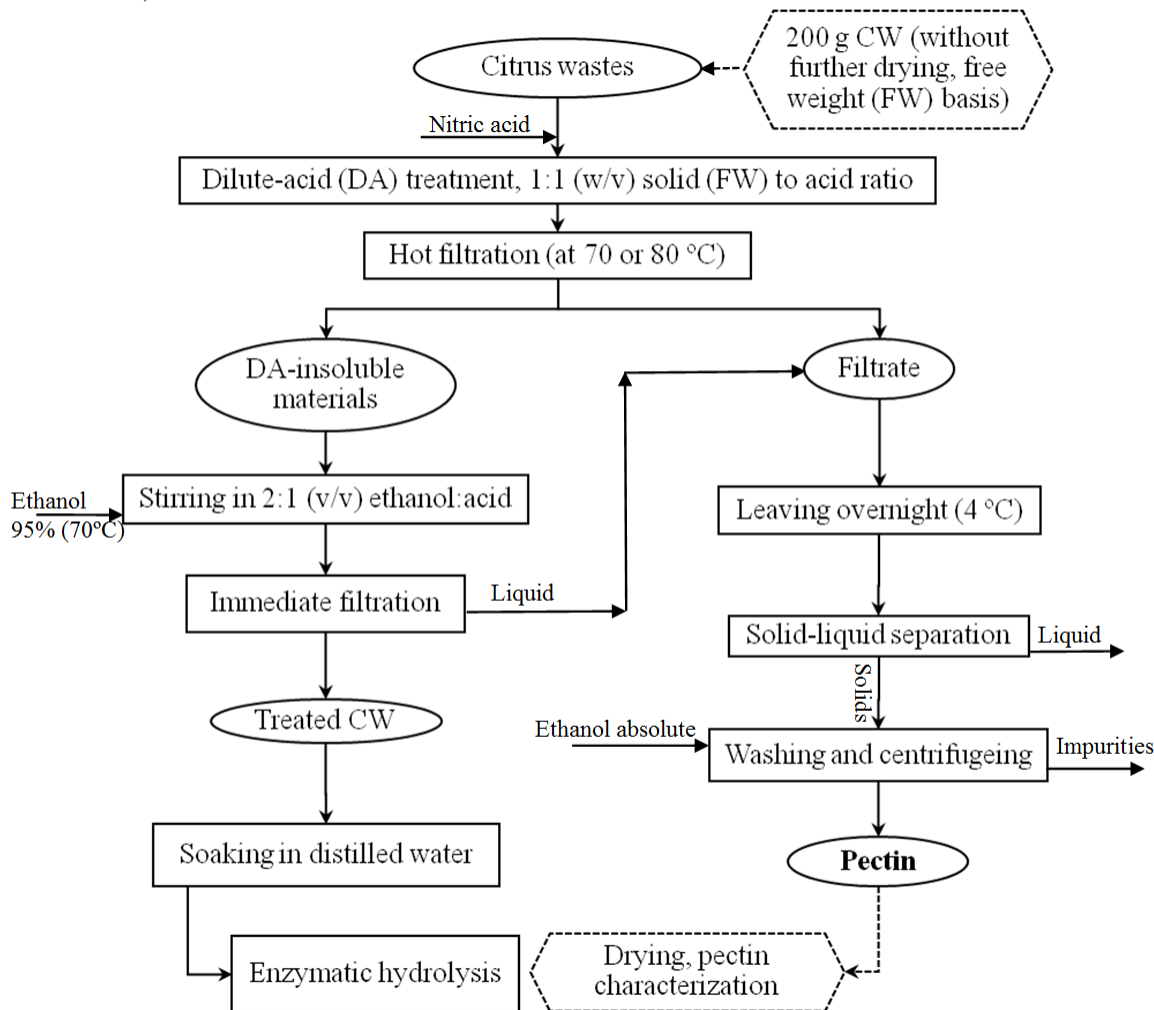 200 g CW (without
further drying, free
weight (FW) basis)
Citrus wastes
Nitric acid
Dilute-acid (DA) treatment, 1:1 (w/v) solid (FW) to acid ratio
Hot filtration (at 70 or 80 °C)
DA-insoluble
materials
Filtrate
Ethanol
95% (70°C)
Stirring in 2:1 (v/v) ethanol:acid
Leaving overnight (4 °C)
Immediate filtration
Liquid
Solid-liquid separation
Liquid
Solids
Treated CW
Ethanol absolute
Washing and centrifugeing
Impurities
Soaking in distilled water
Pectin
Enzymatic hydrolysis
Drying, pectin
characterization